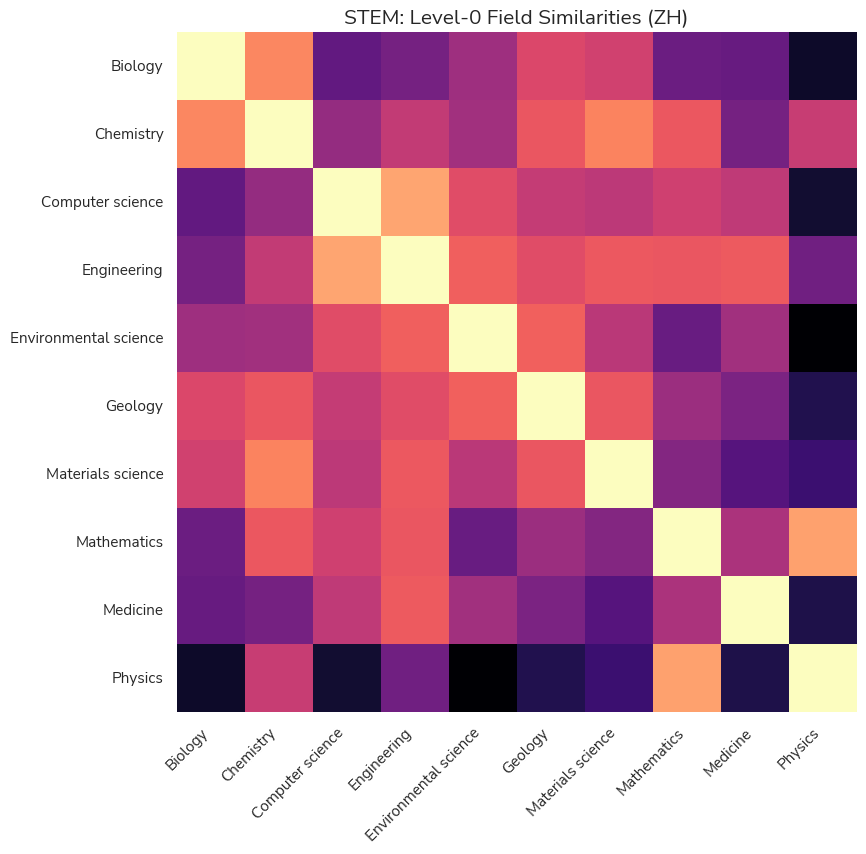 STEM: Level-0 Field Similarities (ZH)
Biology
Chemistry
Computer science
Engineering
Environmental science
Geology
Materials science
Mathematics
Medicine
Physics
Biology
Chemistry
Computer science
Engineering
Environmental science
Geology
Materials science
Mathematics
Medicine
Physics